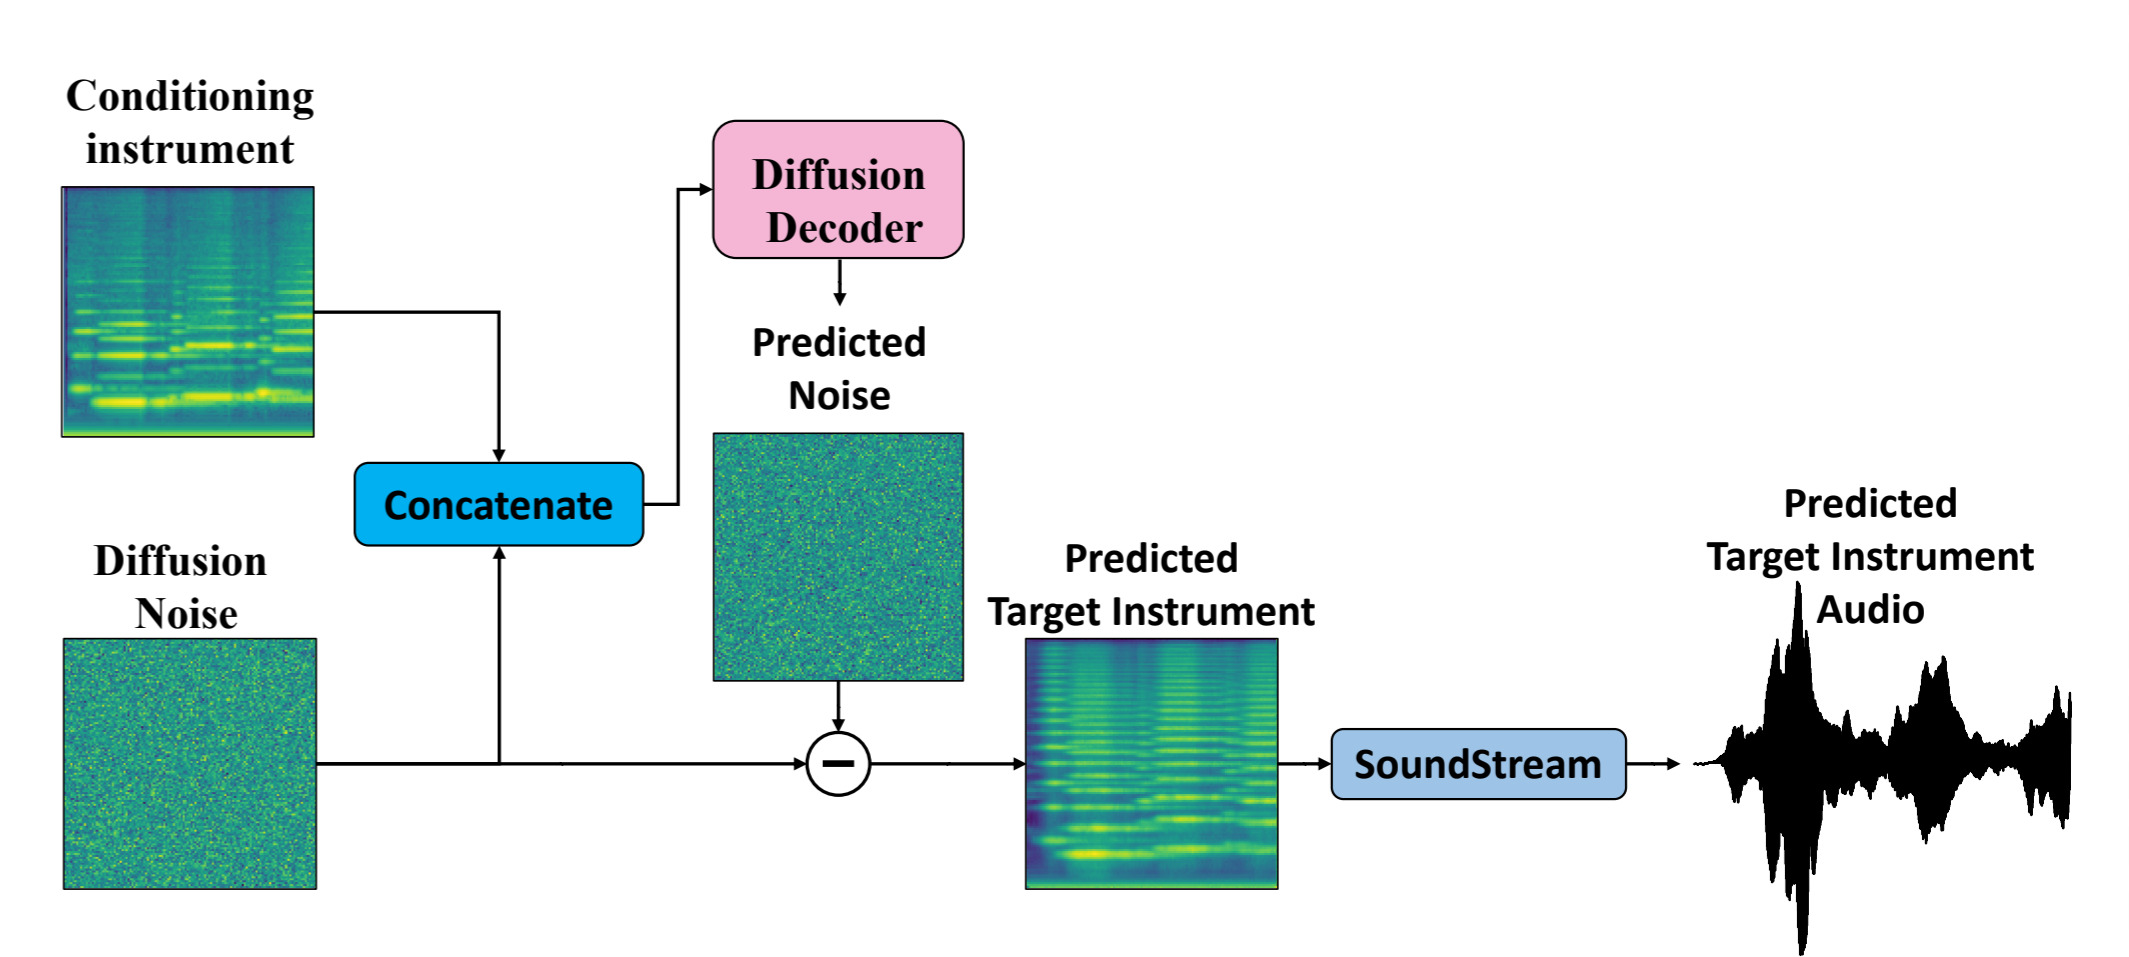 Conditioning
instrument
Diffusion
Decoder
Predicted
Noise
Concatenate
Diffusion
Noise
Predicted
Target Instrument
SoundStream
Predicted
Target Instrument
Audio